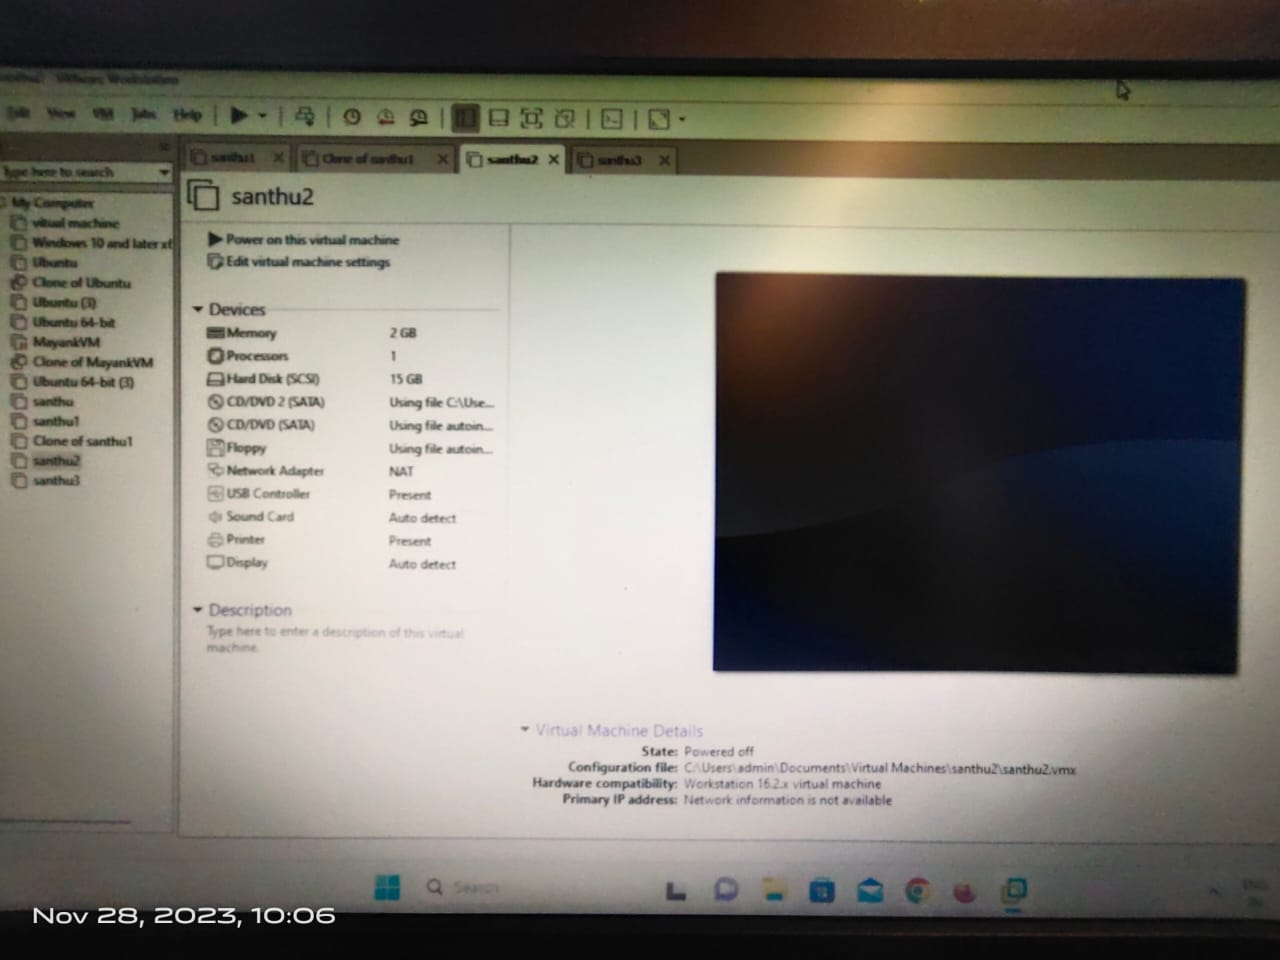 VMware Workstation
Edit View VM Tabs Help
Type here to search
My Computer
vitual machine
Windows 10 and later x6
Ubuntu
Clone of Ubuntu
Ubuntu (3)
Ubuntu 64-bit
MayankVM
Clone of MayankVM
Ubuntu 64-bit (3)
santhu
santhu1
Clone of santhu1
santhu2
santhu3
santhu1
Clone of santhu1
santhu2
santhu3
santhu2
Power on this virtual machine
Edit virtual machine settings
Devices
Memory 2 GB
Processors 1
Hard Disk (SCSI) 15 GB
CD/DVD 2 (SATA) Using file C:\Use...
CD/DVD (SATA) Using file autoin...
Floppy Using file autoin...
Network Adapter NAT
USB Controller Present
Sound Card Auto detect
Printer Present
Display Auto detect
Description
Type here to enter a description of this virtual
machine.
Virtual Machine Details
State: Powered off
Configuration file: C:\Users\admin\Documents\Virtual Machines\santhu2\santhu2.vmx
Hardware compatibility: Workstation 16.2.x virtual machine
Primary IP address: Network information is not available
Search
ENG
Nov 28, 2023, 10:06